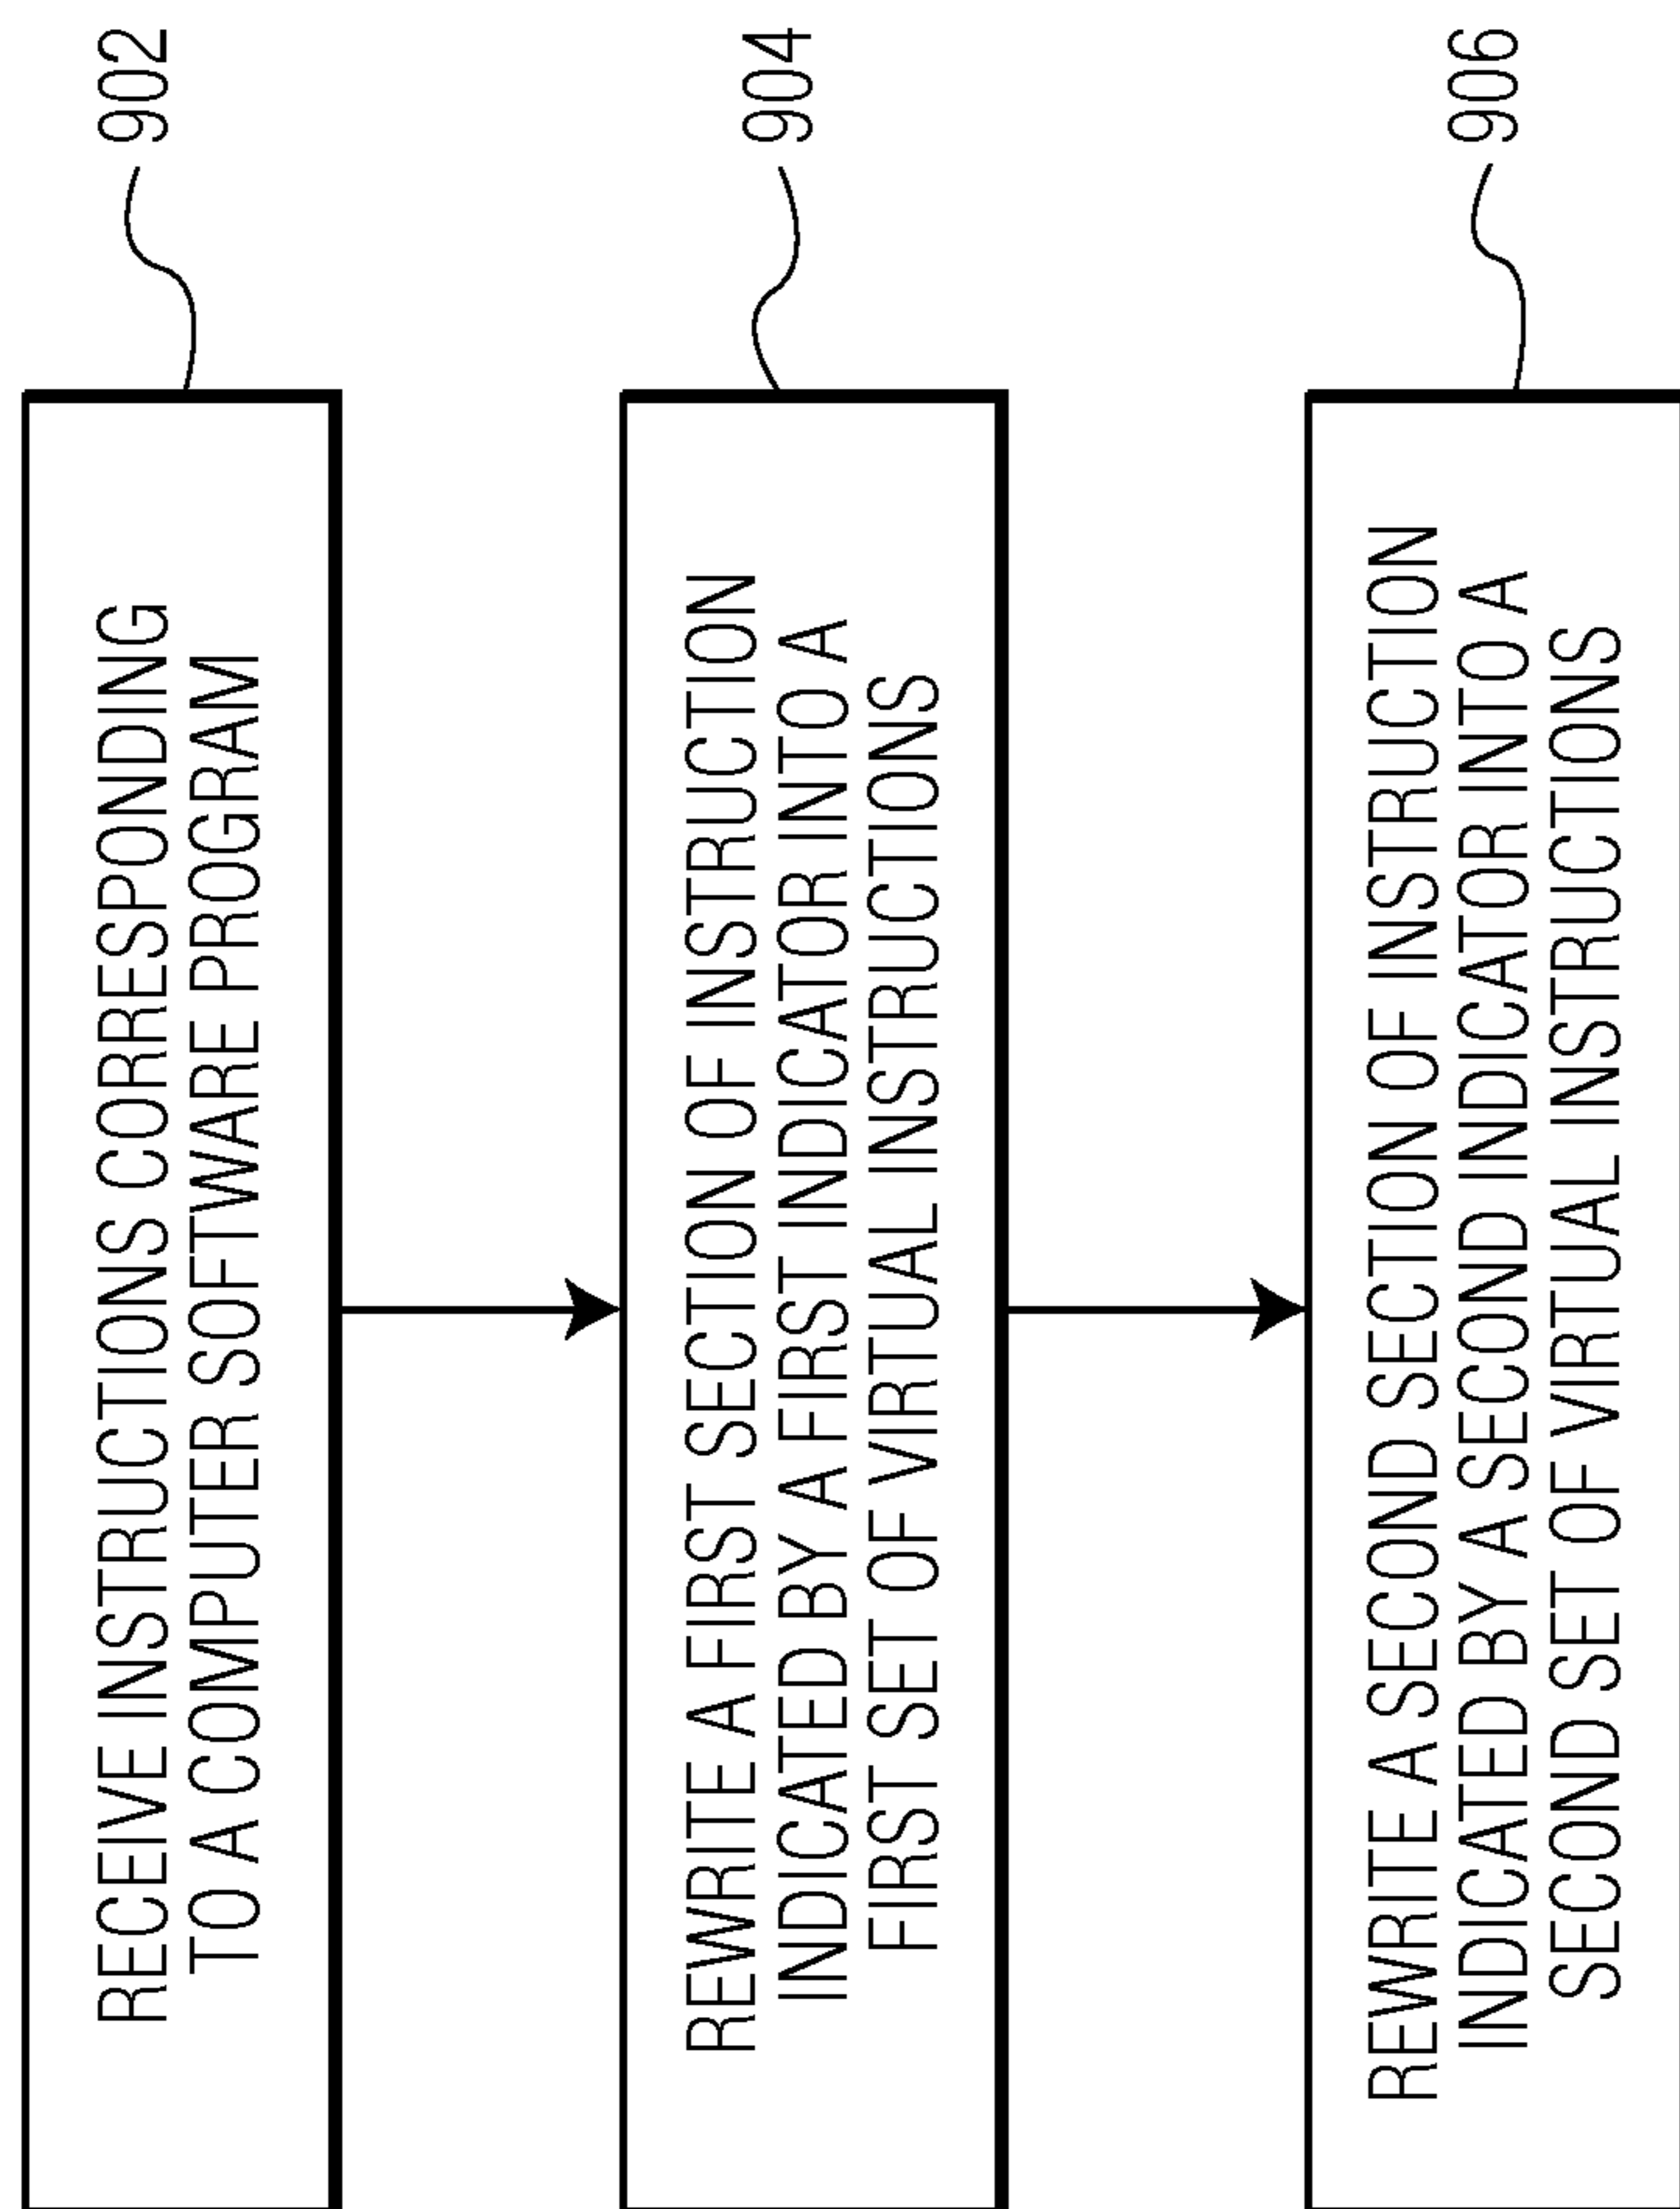 RECEIVE INSTRUCTIONS CORRESPONDING
TO A COMPUTER SOFTWARE PROGRAM
902
REWRITE A FIRST SECTION OF INSTRUCTION
INDICATED BY A FIRST INDICATOR INTO A
FIRST SET OF VIRTUAL INSTRUCTIONS
904
REWRITE A SECOND SECTION OF INSTRUCTION
INDICATED BY A SECOND INDICATOR INTO A
SECOND SET OF VIRTUAL INSTRUCTIONS
906